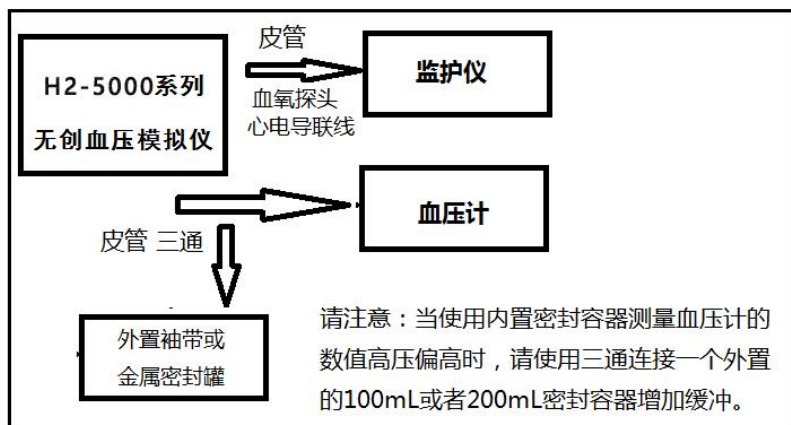 皮管
H2-5000系列
无创血压模拟仪
监护仪
血氧探头
心电导联线
血压计
皮管 三通
外置袖带或
金属密封罐
请注意：当使用内置密封容器测量血压计的
数值高压偏高时，请使用三通连接一个外置
的100mL或者200mL密封容器增加缓冲。